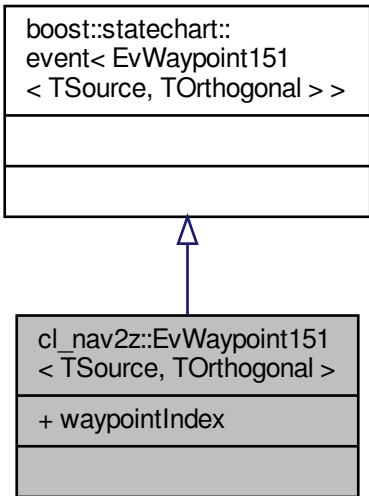 boost::statechart::
event< EvWaypoint151
< TSource, TOrthogonal > >
cl_nav2z::EvWaypoint151
< TSource, TOrthogonal >
+ waypointIndex